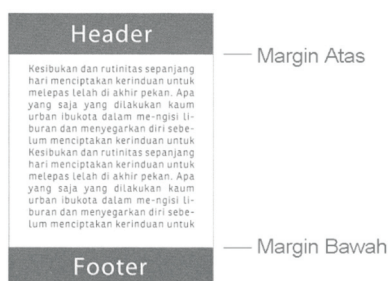 Header
Margin Atas
Kesibukan dan rutinitas sepanjang
hari menciptakan kerinduan untuk
melepas lelah di akhir pekan. Apa
yang saja yang dilakukan kaum
urban ibukota dalam me-ngisi li-
buran dan menyegarkan diri sebe-
lum menciptakan kerinduan untuk
Kesibukan dan rutinitas sepanjang
hari menciptakan kerinduan untuk
melepas lelah di akhir pekan. Apa
yang saja yang dilakukan kaum
urban ibukota dalam me-ngisi li-
buran dan menyegarkan diri sebe-
lum menciptakan kerinduan untuk
Margin Bawah
Footer